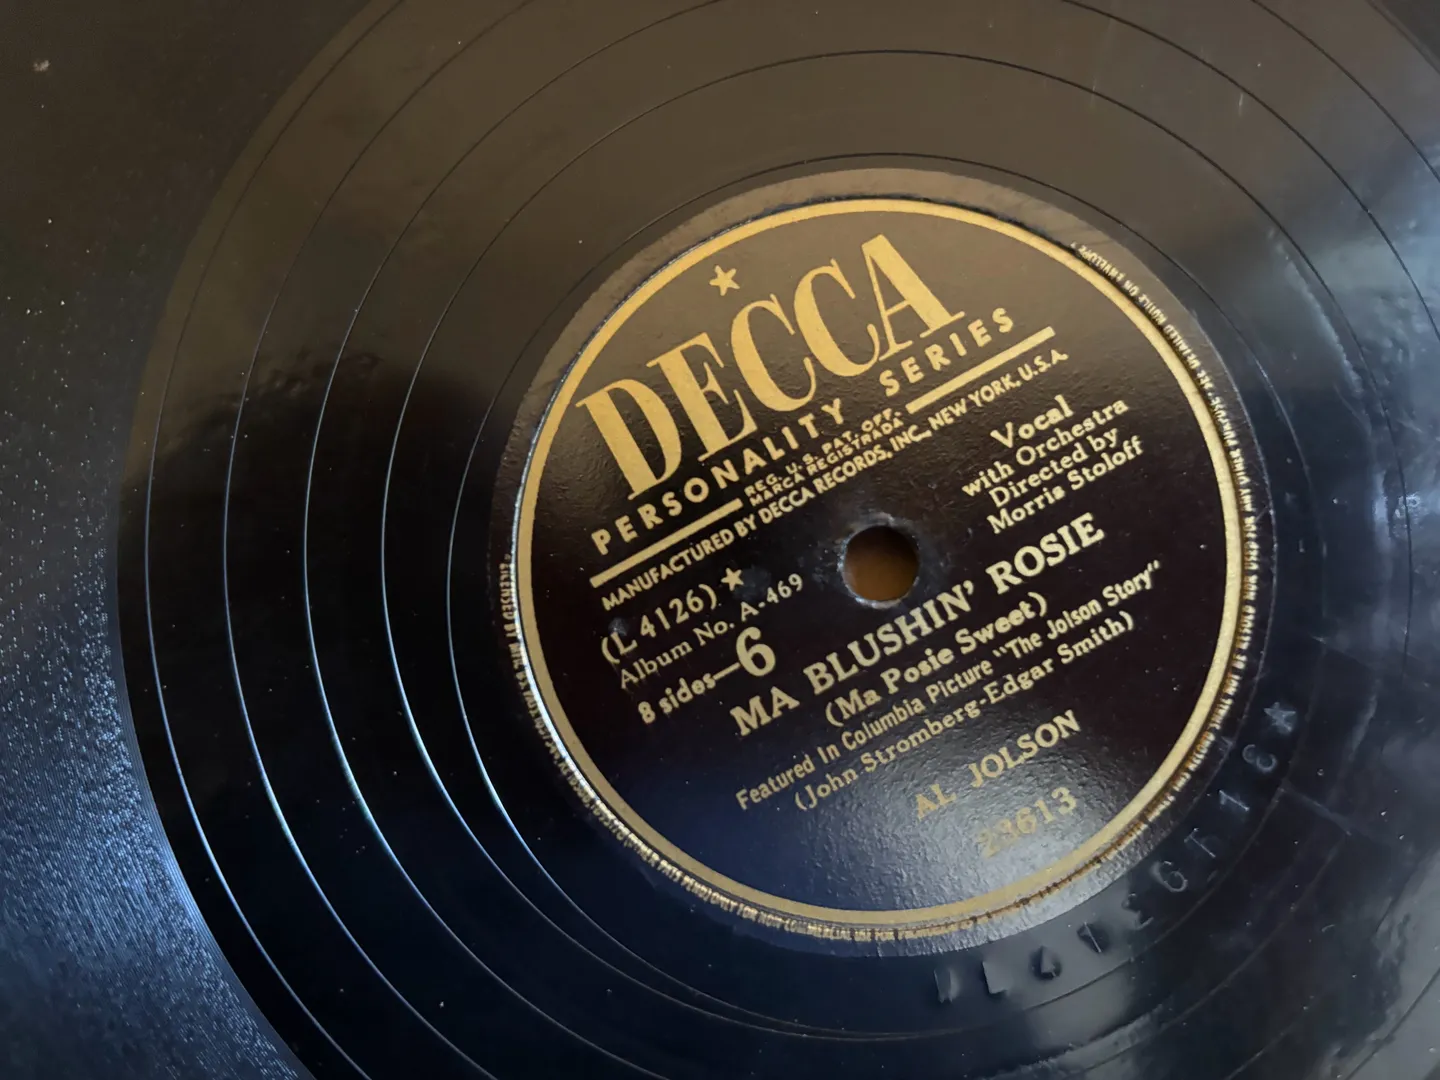 ★
DECCA
PERSONALITY SERIES
REG. U.S. PAT. OFF.
MARCA REGISTRADA
MANUFACTURED BY DECCA RECORDS, INC., NEW YORK, U.S.A.
Vocal
with Orchestra
Directed by
Morris Stoloff
(L 4126) ★
Album No. A-469
8 sides—6
MA BLUSHIN' ROSIE
(Ma Posie Sweet)
Featured In Columbia Picture "The Jolson Story"
(John Stromberg-Edgar Smith)
AL JOLSON
23613